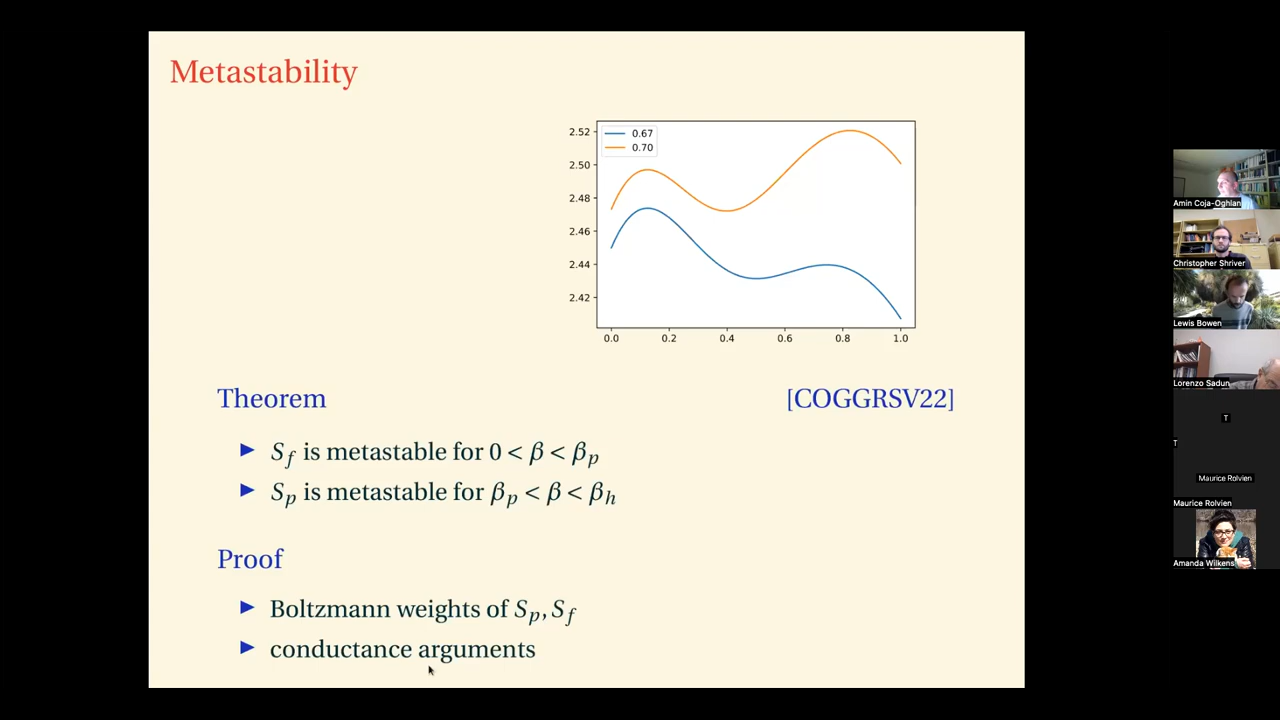 Metastability
2.52
2.50
2.48
2.46
2.44
2.42
0.67
0.70
0.0 0.2 0.4 0.6 0.8 1.0
Theorem [COGGRSV22]
► S_f is metastable for 0 < β < β_p
► S_p is metastable for β_p < β < β_h
Proof
► Boltzmann weights of S_p, S_f
► conductance arguments
Amin Coja-Oghlan
Christopher Shriver
Lewis Bowen
Lorenzo Sadun
T
T
Maurice Rolvien
Maurice Rolvien
Amanda Wilkens